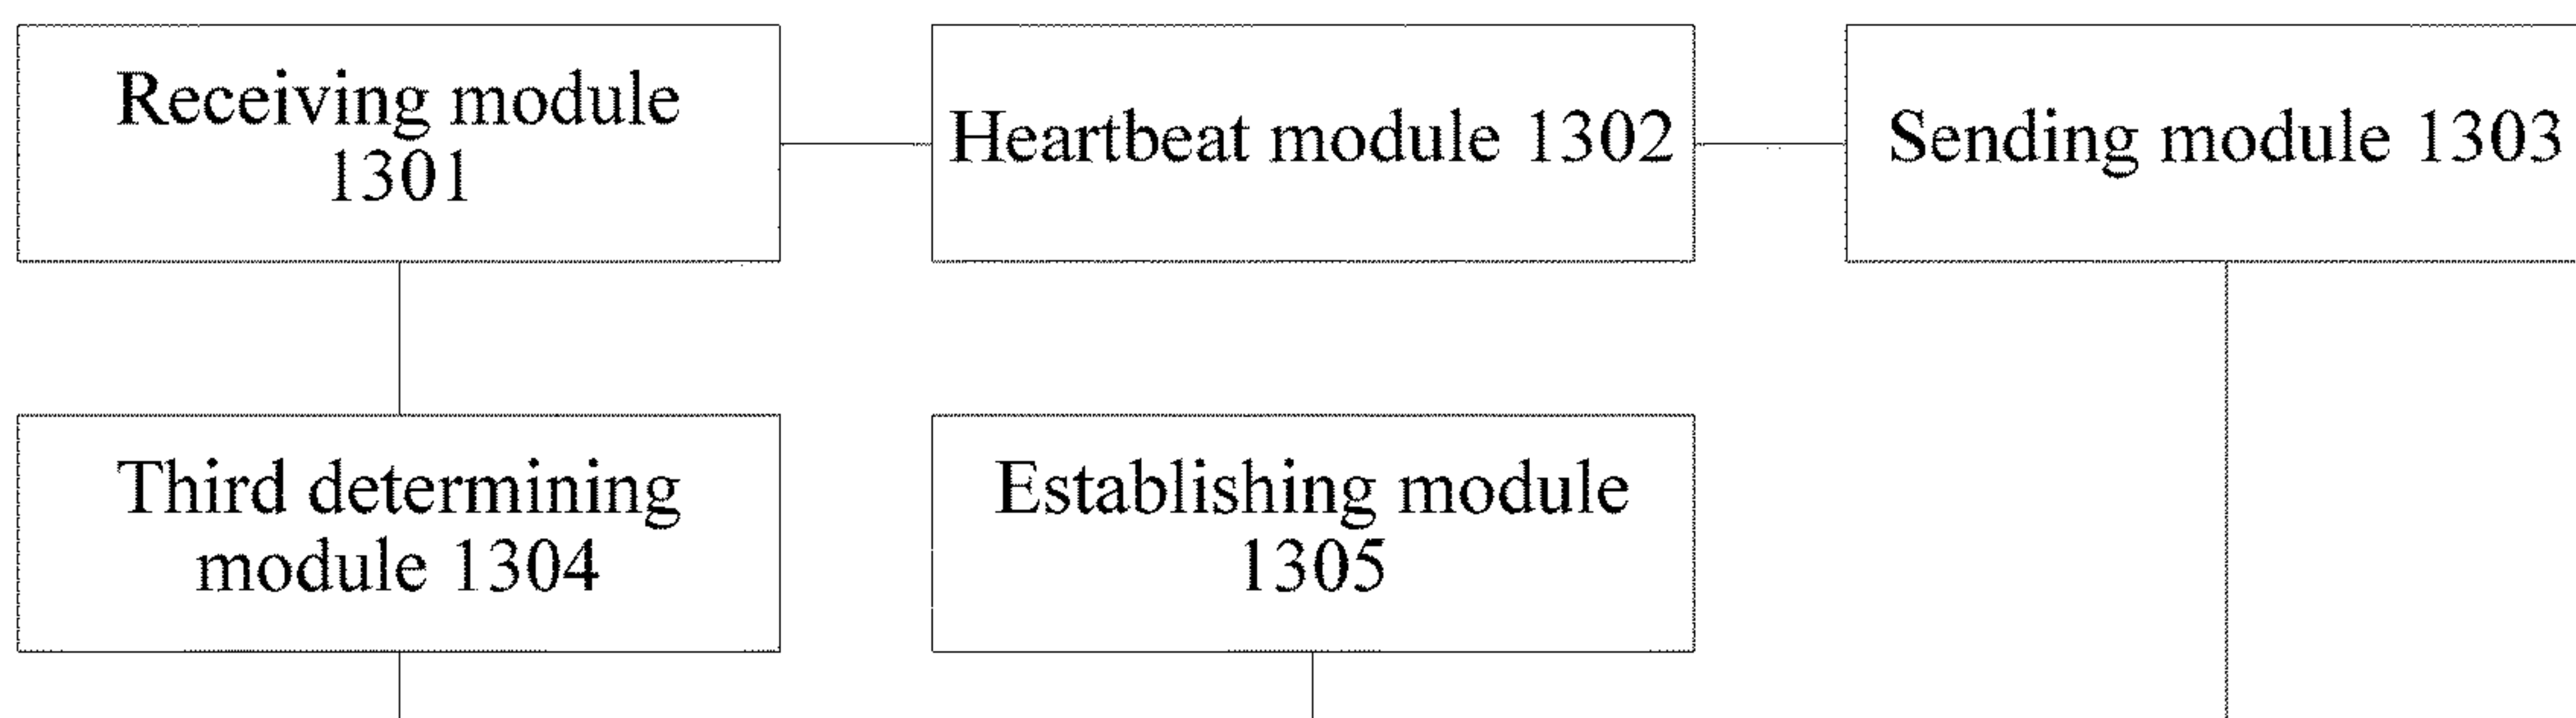 Receiving module
1301
Heartbeat module 1302
Sending module 1303
Third determining
module 1304
Establishing module
1305